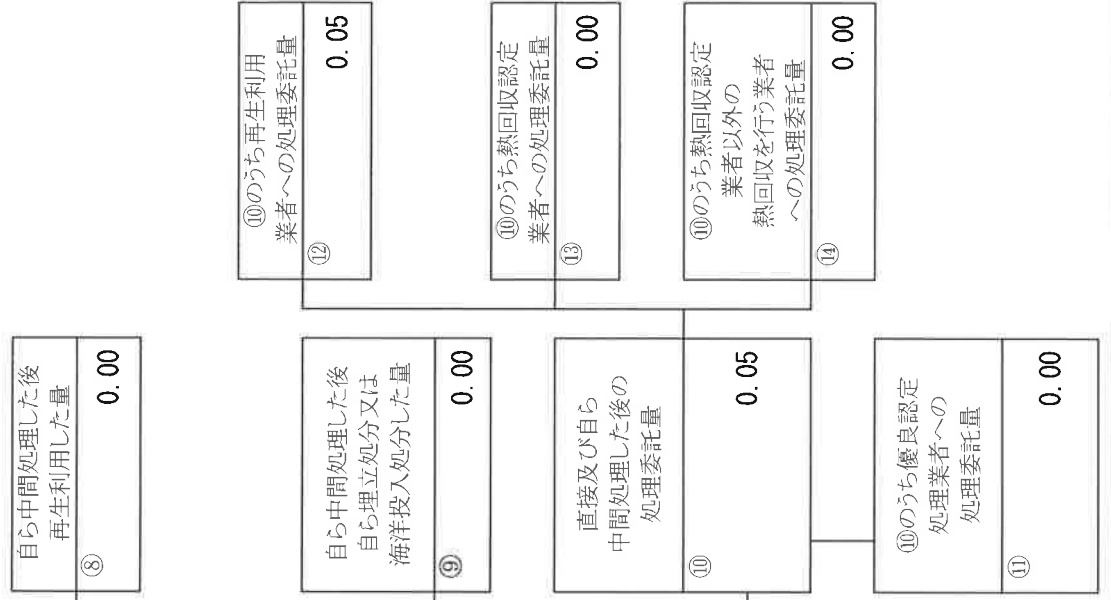 自ら中間処理した後
再生利用した量
⑧
0.00
自ら中間処理した後
自ら埋立処分又は
海洋投入処分した量
⑨
0.00
直接及び自ら
中間処理した後の
処理委託量
⑩
0.05
⑩のうち優良認定
処理業者への
処理委託量
⑪
0.00
⑩のうち再生利用
業者への処理委託量
⑫
0.05
⑩のうち熱回収認定
業者への処理委託量
⑬
0.00
⑩のうち熱回収認定
業者以外の
熱回収を行う業者
への処理委託量
⑭
0.00